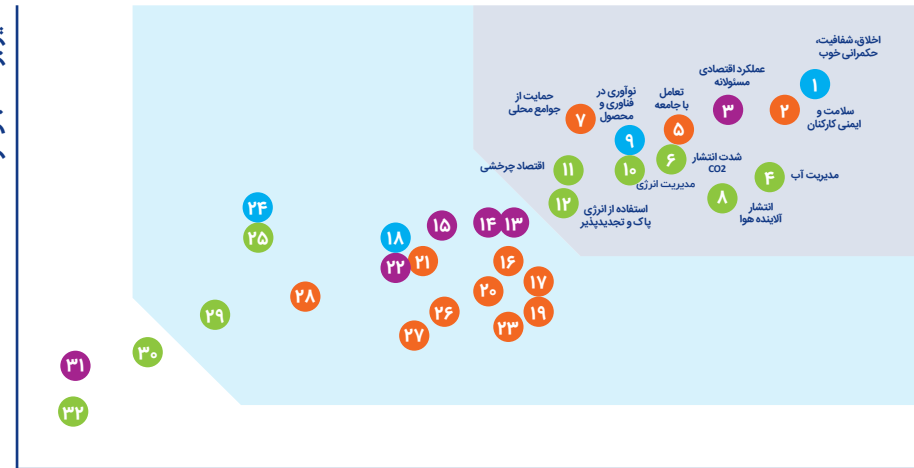 اخلاق، شفافیت،
حکمرانی خوب
۱
عملکرد اقتصادی
مسئولانه
۳
۲
سلامت و
ایمنی کارکنان
تعامل
با جامعه
۵
نوآوری در
فناوری و
محصول
۹
حمایت از
جوامع محلی
۷
شدت انتشار
CO2
۶
مدیریت آب
۴
مدیریت انرژی
۱۰
اقتصاد چرخشی
۱۱
انتشار
آلاینده هوا
۸
استفاده از انرژی
پاک و تجدیدپذیر
۱۲
۱۳
۱۴
۱۵
۱۶
۱۷
۱۸
۱۹
۲۰
۲۱
۲۲
۲۳
۲۴
۲۵
۲۶
۲۷
۲۸
۲۹
۳۰
۳۱
۳۲